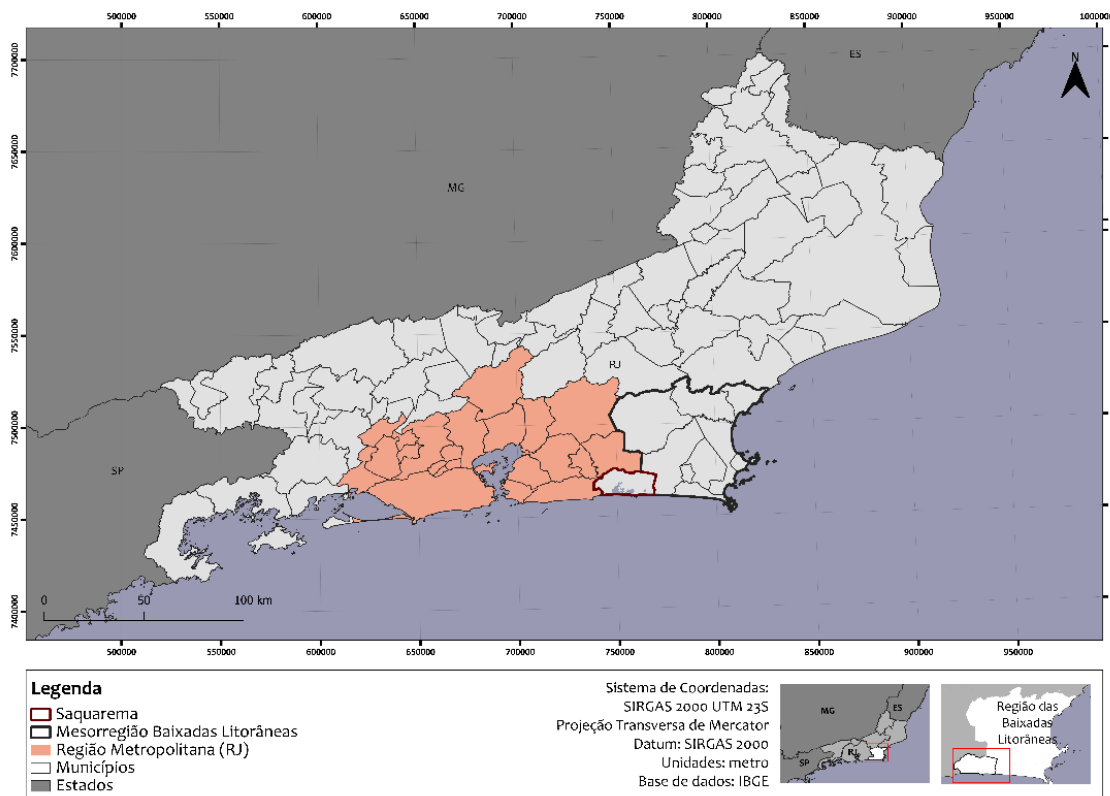 500000 550000 600000 650000 700000 750000 800000 850000 900000 950000 1000000
7700000
7650000
7600000
7550000
7500000
7450000
7400000
ES
N
MG
RJ
SP
0 50 100 km
500000 550000 600000 650000 700000 750000 800000 850000 900000 950000
Legenda
Saquarema
Mesorregião Baixadas Litorâneas
Região Metropolitana (RJ)
Municípios
Estados
Sistema de Coordenadas:
SIRGAS 2000 UTM 23S
Projeção Transversa de Mercator
Datum: SIRGAS 2000
Unidades: metro
Base de dados: IBGE
MG
ES
SP
RJ
Região das
Baixadas
Litorâneas